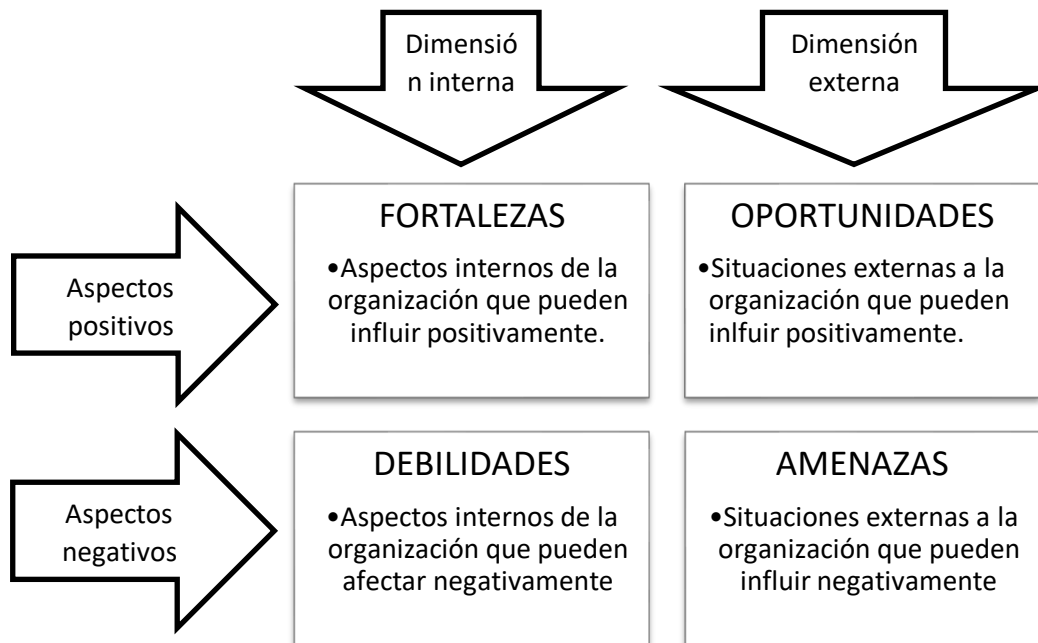 Dimensió
n interna
Dimensión
externa
Aspectos
positivos
FORTALEZAS
•Aspectos internos de la
organización que pueden
influir positivamente.
OPORTUNIDADES
•Situaciones externas a la
organización que pueden
inlfuir positivamente.
Aspectos
negativos
DEBILIDADES
•Aspectos internos de la
organización que pueden
afectar negativamente
AMENAZAS
•Situaciones externas a la
organización que pueden
influir negativamente